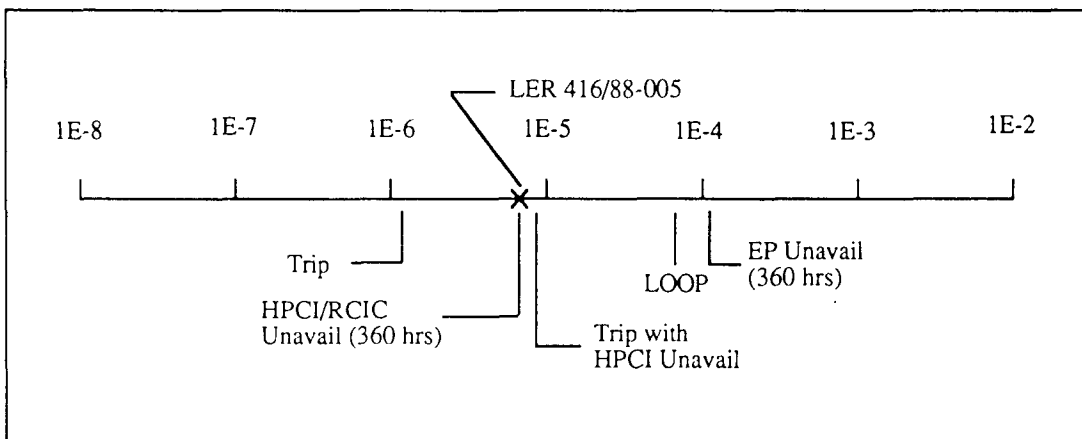 LER 416/88-005
1E-8 1E-7 1E-6 1E-5 1E-4 1E-3 1E-2
Trip
HPCI/RCIC
Unavail (360 hrs)
Trip with
HPCI Unavail
LOOP
EP Unavail
(360 hrs)